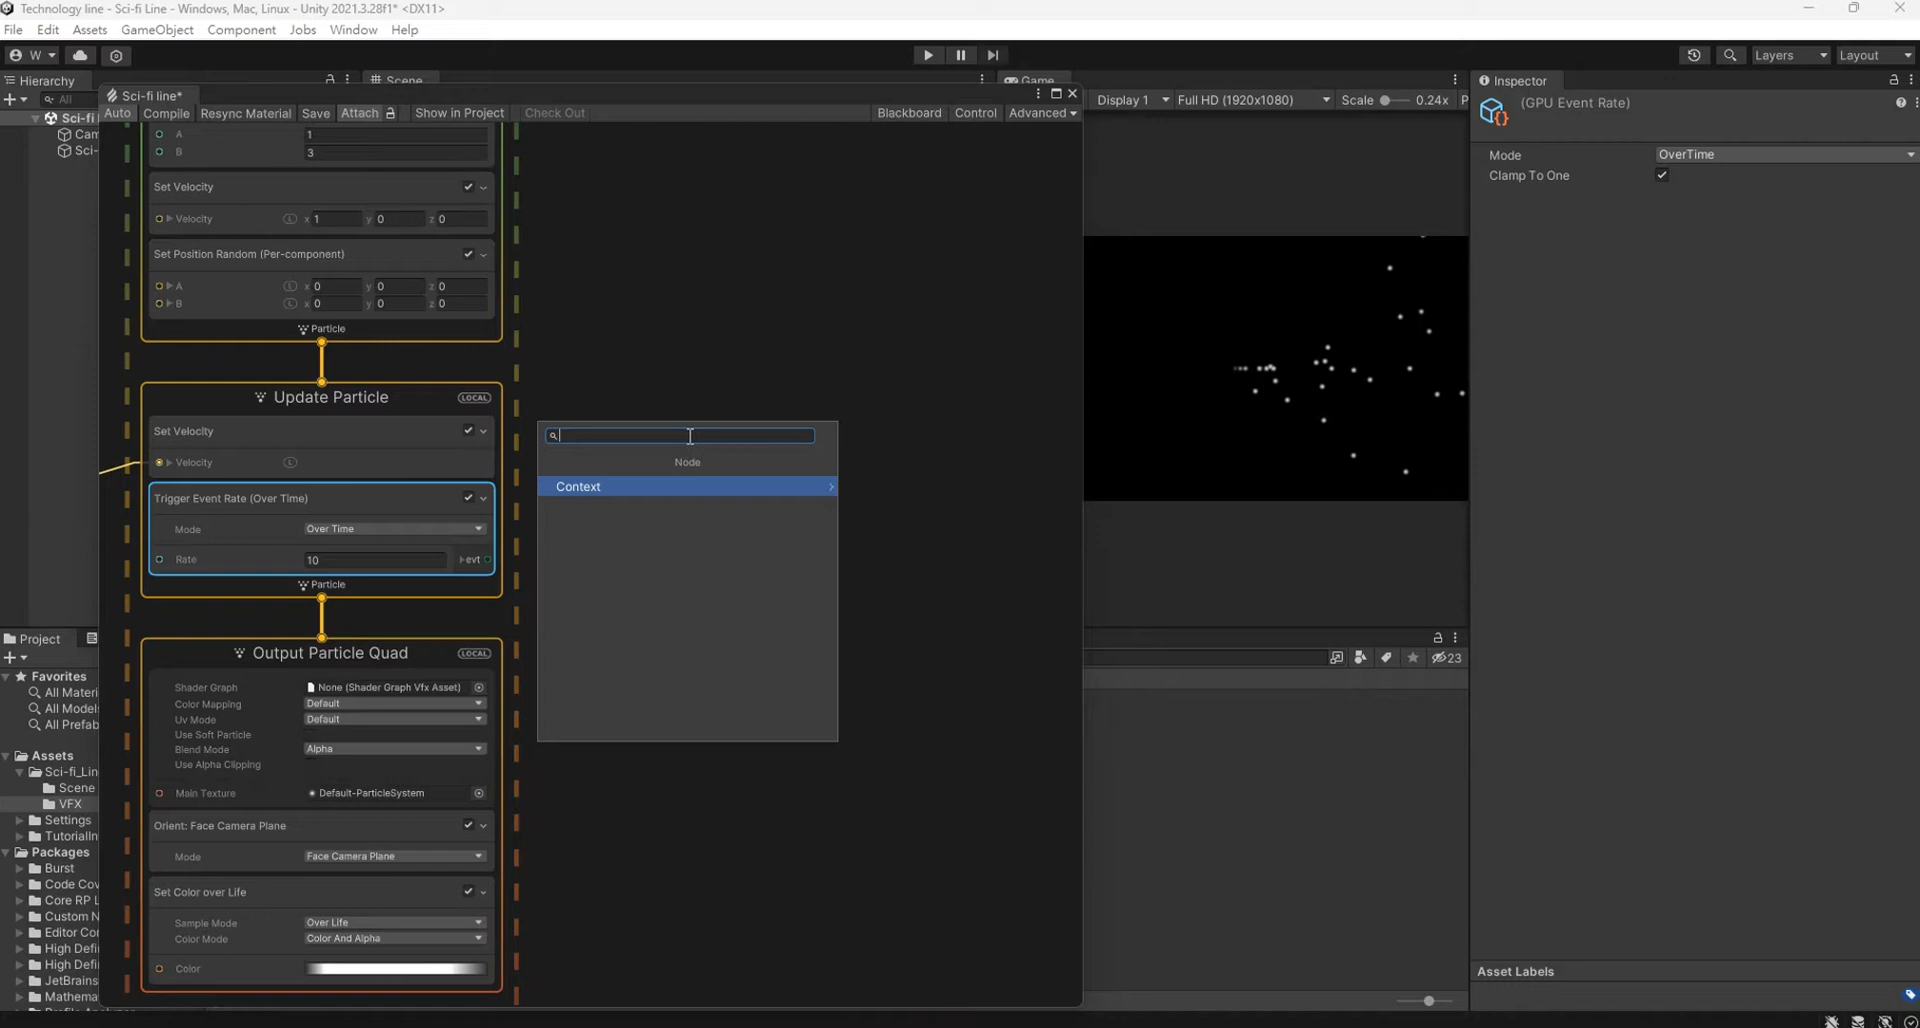 Technology line - Sci-fi Line - Windows, Mac, Linux - Unity 2021.3.28f1* <DX11>
File Edit Assets GameObject Component Jobs Window Help
W Layers Layout
Hierarchy Scene Game Inspector
All
Sci-fi line*
Display 1 Full HD (1920x1080) Scale 0.24x P
(GPU Event Rate)
Sci-fi
Auto Compile Resync Material Save Attach Show in Project Check Out Blackboard Control Advanced
Cam
Sci-
A 1
B 3
Mode OverTime
Clamp To One
Set Velocity
Velocity L x 1 y 0 z 0
Set Position Random (Per-component)
A L x 0 y 0 z 0
B L x 0 y 0 z 0
Particle
Update Particle LOCAL
Set Velocity
Velocity L
Node
Context
Trigger Event Rate (Over Time)
Mode Over Time
Rate 10 evt
Particle
Output Particle Quad LOCAL
Shader Graph None (Shader Graph Vfx Asset)
Color Mapping Default
Uv Mode Default
Use Soft Particle
Blend Mode Alpha
Use Alpha Clipping
Main Texture Default-ParticleSystem
Orient: Face Camera Plane
Mode Face Camera Plane
Set Color over Life
Sample Mode Over Life
Color Mode Color And Alpha
Color
Project
23
Favorites
All Materi
All Models
All Prefab
Assets
Sci-fi_Lin
Scene
VFX
Settings
TutorialIn
Packages
Burst
Code Cov
Core RP L
Custom N
Editor Cor
High Defi
High Defi
JetBrains
Mathema
Asset Labels